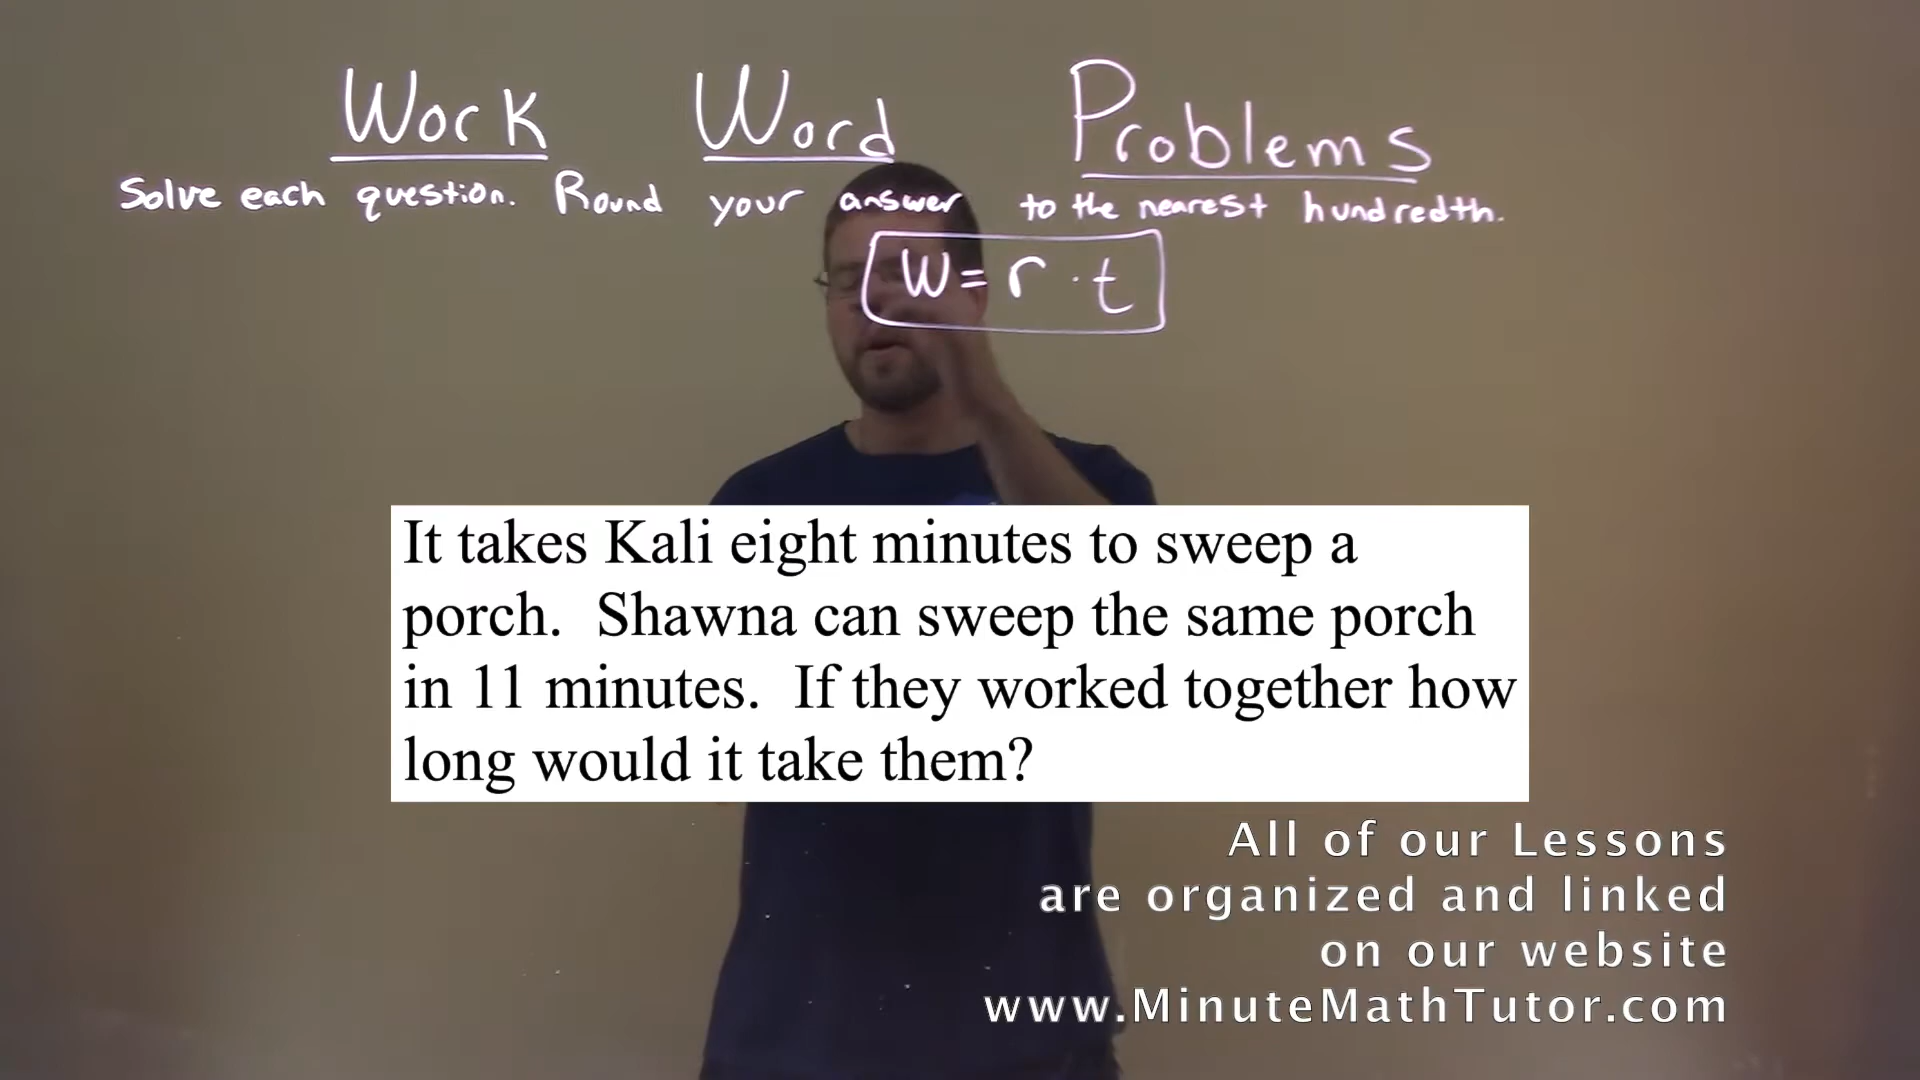 Work Word Problems
Solve each question. Round your answer to the nearest hundredth.
W = r · t
It takes Kali eight minutes to sweep a
porch. Shawna can sweep the same porch
in 11 minutes. If they worked together how
long would it take them?
All of our Lessons
are organized and linked
on our website
www.MinuteMathTutor.com